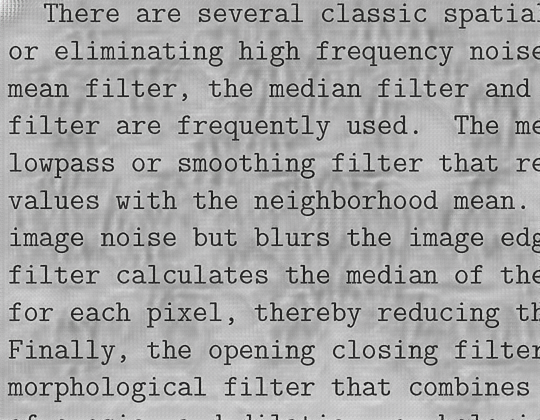 There are several classic spatial
or eliminating high frequency noise
mean filter, the median filter and
filter are frequently used. The me
lowpass or smoothing filter that re
values with the neighborhood mean.
image noise but blurs the image edg
filter calculates the median of the
for each pixel, thereby reducing th
Finally, the opening closing filter
morphological filter that combines